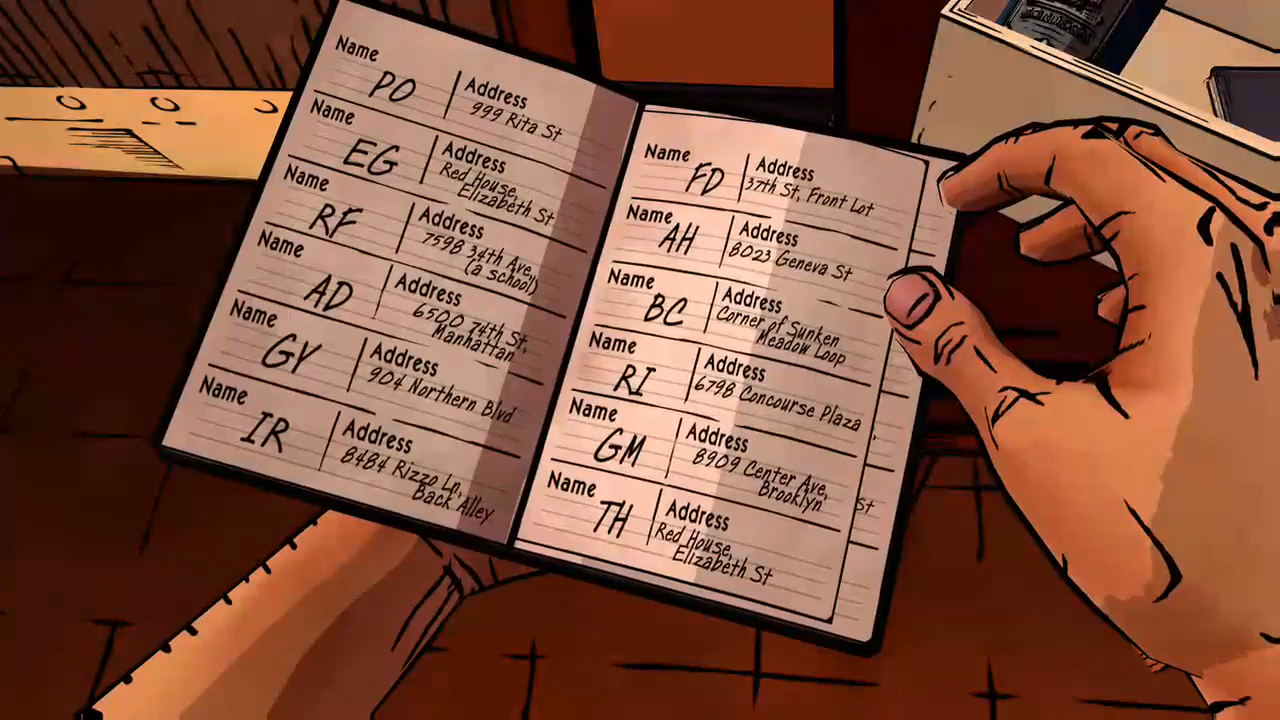 Name
PO
Address
999 Rita St
Name
EG
Address
Red House,
Elizabeth St
Name
RF
Address
7598 34th Ave,
(a school)
Name
AD
Address
6500 74th St,
Manhattan
Name
GY
Address
904 Northern Blvd
Name
IR
Address
8484 Rizzo Ln,
Back Alley
Name
FD
Address
37th St, Front Lot
Name
AH
Address
8023 Geneva St
Name
BC
Address
Corner of Sunken
Meadow Loop
Name
RI
Address
6798 Concourse Plaza
Name
GM
Address
8909 Center Ave,
Brooklyn
Name
TH
Address
Red House,
Elizabeth St
St